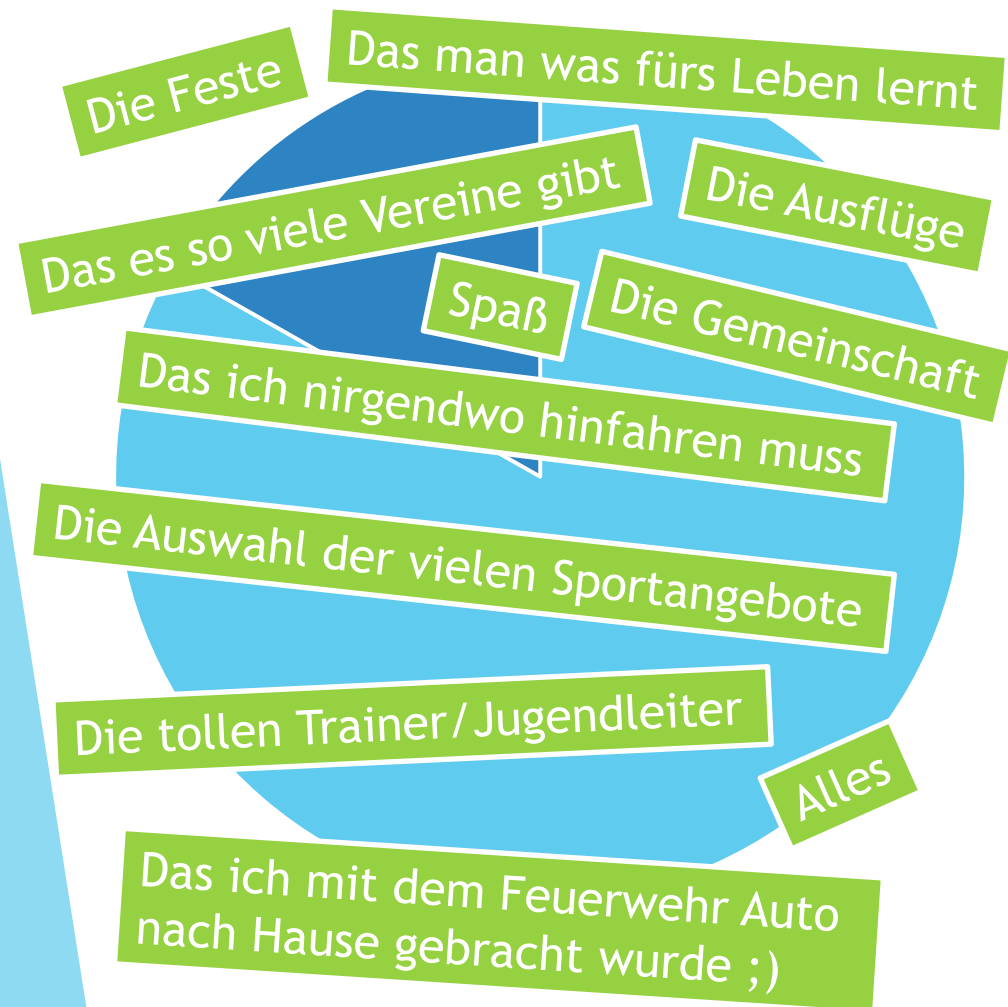 Die Feste
Das man was fürs Leben lernt
Das es so viele Vereine gibt
Die Ausflüge
Spaß
Die Gemeinschaft
Das ich nirgendwo hinfahren muss
Die Auswahl der vielen Sportangebote
Die tollen Trainer/Jugendleiter
Alles
Das ich mit dem Feuerwehr Auto
nach Hause gebracht wurde ;)